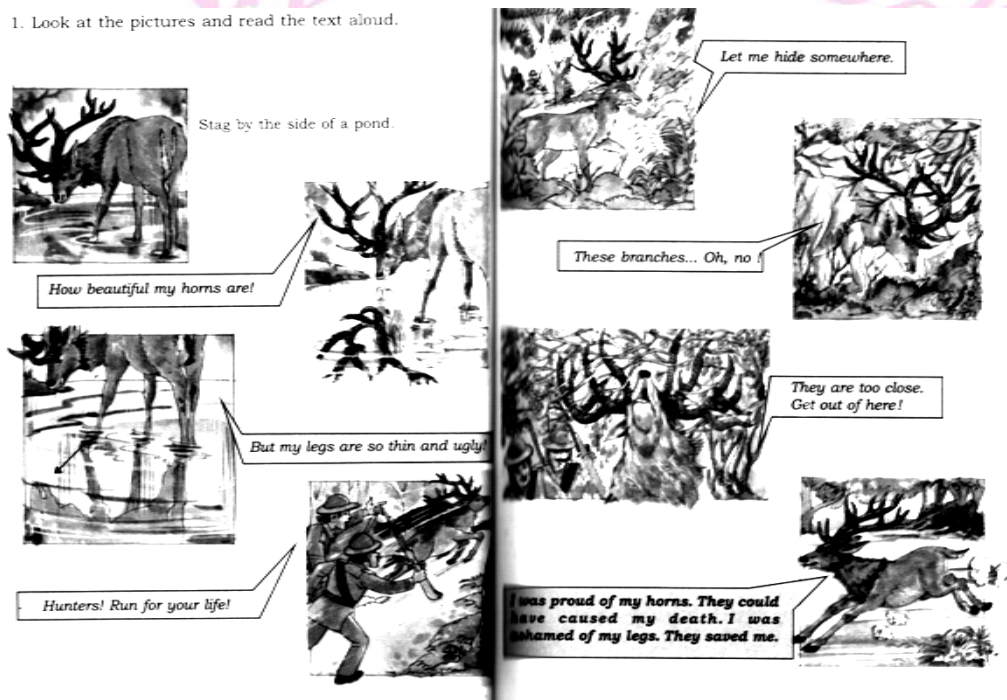 1. Look at the pictures and read the text aloud.
Stag by the side of a pond.
How beautiful my horns are!
But my legs are so thin and ugly!
Hunters! Run for your life!
Let me hide somewhere.
These branches... Oh, no !
They are too close.
Get out of here!
I was proud of my horns. They could
have caused my death. I was
ashamed of my legs. They saved me.